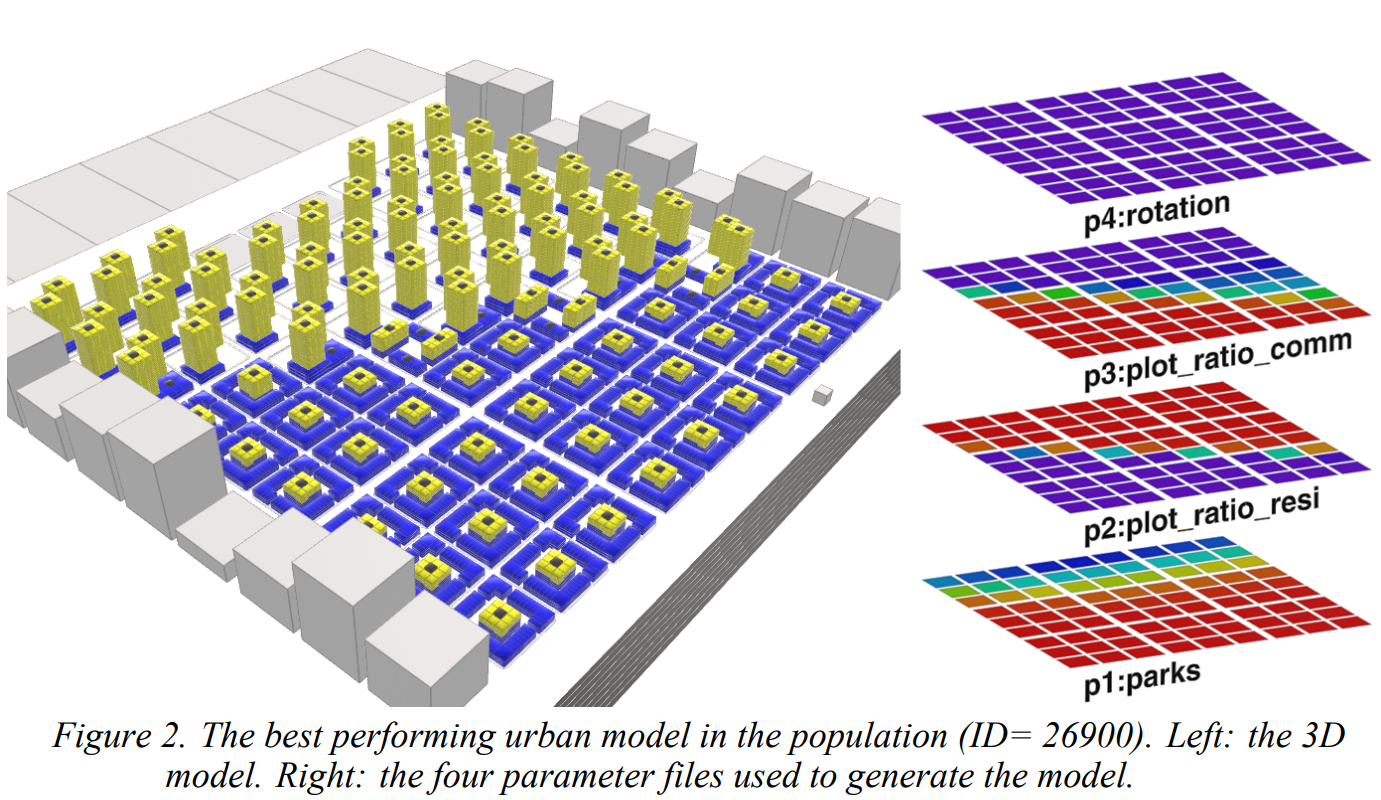 p4:rotation
p3:plot_ratio_comm
p2:plot_ratio_resi
p1:parks
Figure 2. The best performing urban model in the population (ID= 26900). Left: the 3D
model. Right: the four parameter files used to generate the model.